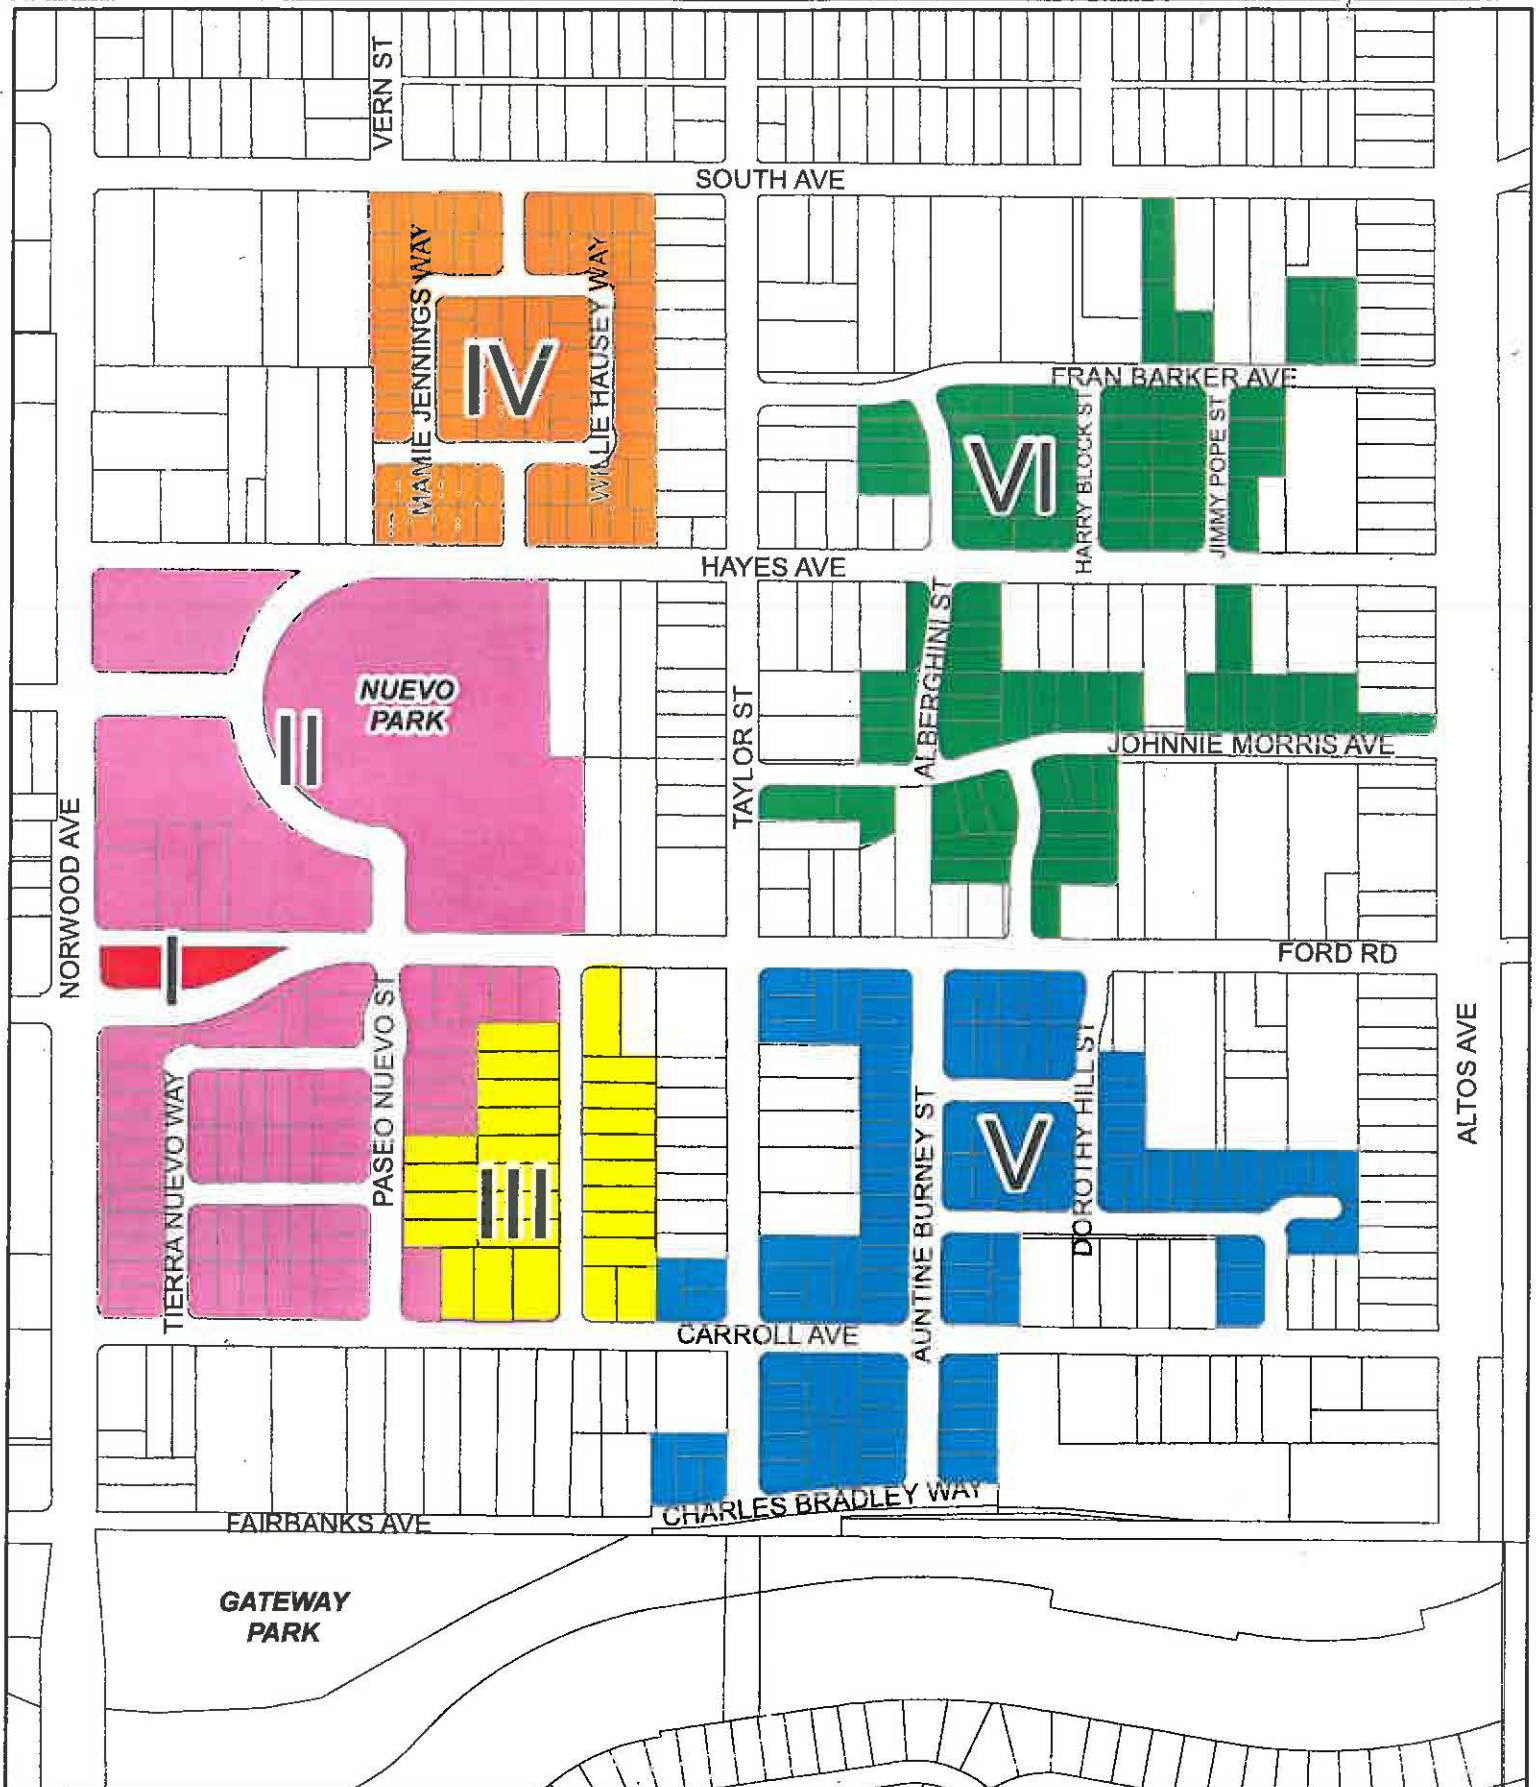 VERN ST
SOUTH AVE
MAMIE JENNINGS WAY
WILLIE HAUSEY WAY
IV
FRAN BARKER AVE
VI
HARRY BLOCK ST
JIMMY POPE ST
HAYES AVE
NUEVO
PARK
II
ALBERGHINI ST
TAYLOR ST
JOHNNIE MORRIS AVE
NORWOOD AVE
I
FORD RD
PASEO NUEVO ST
TIERRA NUEVO WAY
III
AUNTINE BURNEY ST
V
DOROTHY HILL ST
ALTOS AVE
CARROLL AVE
CHARLES BRADLEY WAY
FAIRBANKS AVE
GATEWAY
PARK